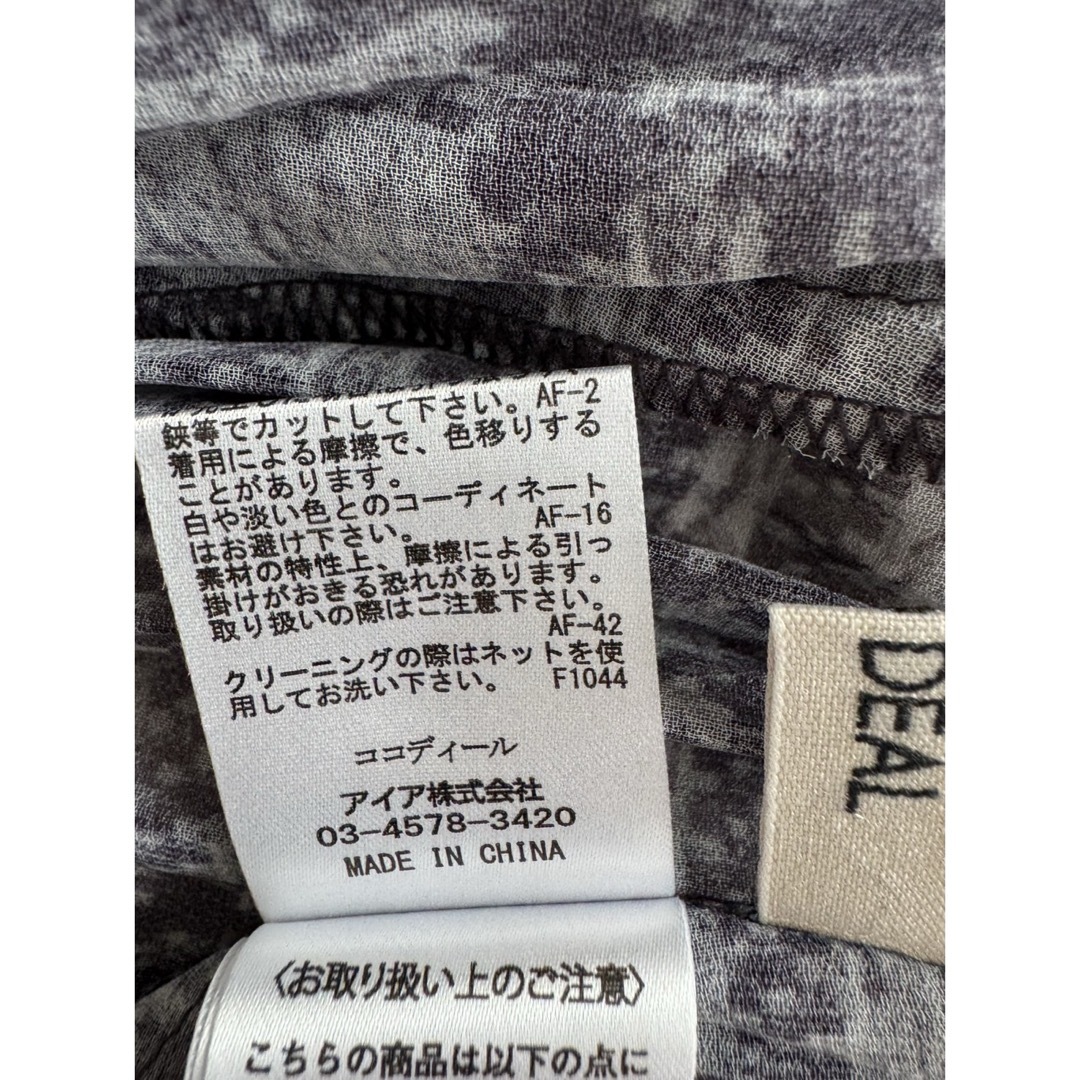 鋏等でカットして下さい。AF-2
着用による摩擦で、色移りする
ことがあります。
白や淡い色とのコーディネート
はお避け下さい。 AF-16
素材の特性上、摩擦による引っ
掛けがおきる恐れがあります。
取り扱いの際はご注意下さい。
AF-42
クリーニングの際はネットを使
用してお洗い下さい。 F1044
ココディール
アイア株式会社
03-4578-3420
MADE IN CHINA
〈お取り扱い上のご注意〉
こちらの商品は以下の点に
DEAL